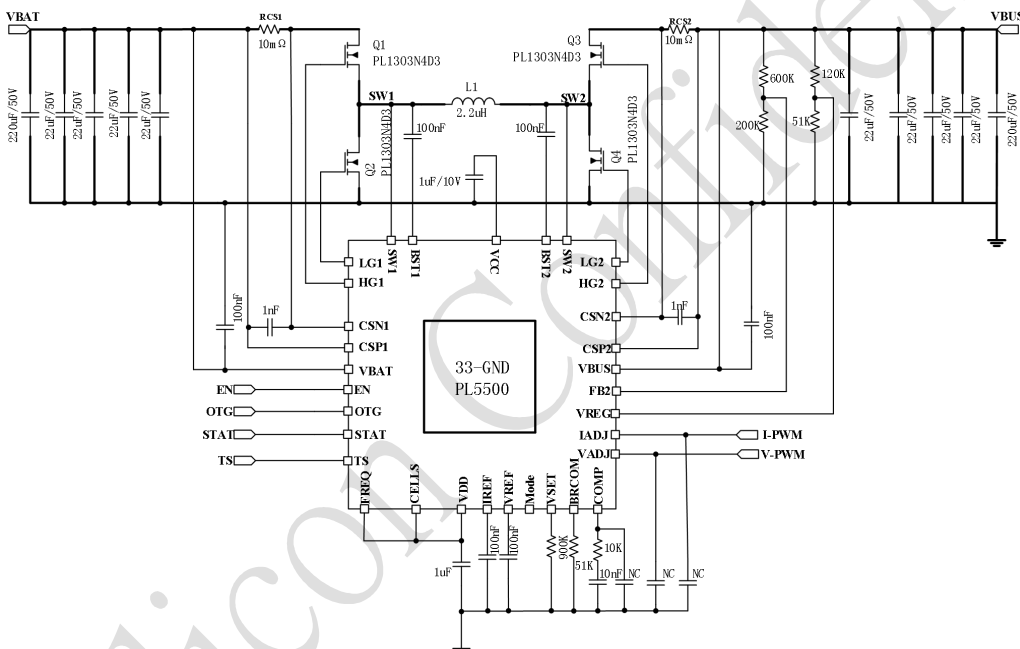 VBAT
VBUS
RCS1
10mΩ
RCS2
10mΩ
Q1
PL1303N4D3
Q3
PL1303N4D3
220uF/50V
22uF/50V
22uF/50V
22uF/50V
22uF/50V
SW1
L1
2.2uH
SW2
100nF
100nF
Q2
PL1303N4D3
Q4
PL1303N4D3
1uF/10V
600K
200K
120K
51K
22uF/50V
22uF/50V
22uF/50V
22uF/50V
220uF/50V
SW1
BST1
VCC
BST2
SW2
LG1
HG1
CSN1
CSP1
VBAT
EN
OTG
STAT
TS
LG2
HG2
CSN2
CSP2
VBUS
FB2
VREG
IADJ
VADJ
100nF
1nF
1nF
100nF
33-GND
PL5500
EN
OTG
STAT
TS
I-PWM
V-PWM
FREQ
CELLS
VDD
IREF
VREF
Mode
VSET
IBRCOM
COMP
1uF
100nF
100nF
900K
51K
10K
10nF
NC
NC
NC
Silicon Confiden